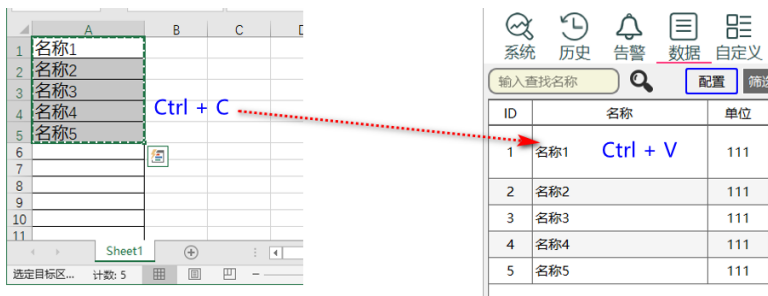 A B C
1 名称1
2 名称2
3 名称3
4 名称4
5 名称5
6
7
8
9
10
11
Ctrl + C
Sheet1
选定目标区... 计数: 5
系统 历史 告警 数据 自定义
输入查找名称 配置 筛选
ID 名称 单位
1 名称1 Ctrl + V 111
2 名称2 111
3 名称3 111
4 名称4 111
5 名称5 111